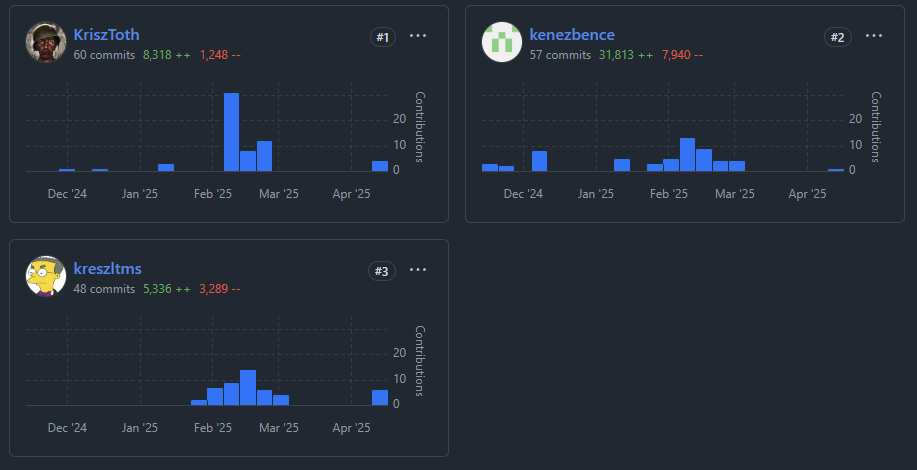 KriszToth
#1
60 commits 8,318 ++ 1,248 --
Contributions
20
10
0
Dec '24 Jan '25 Feb '25 Mar '25 Apr '25
kenezbence
#2
57 commits 31,813 ++ 7,940 --
Contributions
20
10
0
Dec '24 Jan '25 Feb '25 Mar '25 Apr '25
kreszltms
#3
48 commits 5,336 ++ 3,289 --
Contributions
20
10
0
Dec '24 Jan '25 Feb '25 Mar '25 Apr '25